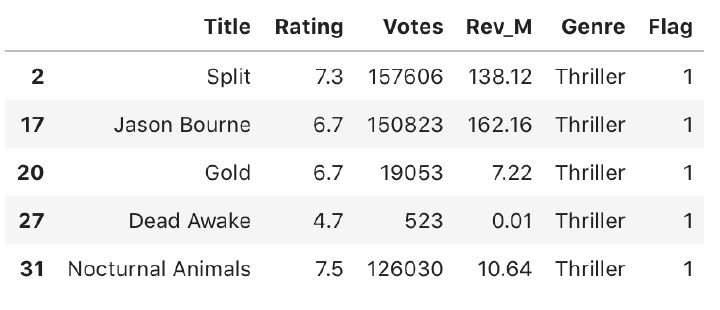 Title Rating Votes Rev_M Genre Flag
2 Split 7.3 157606 138.12 Thriller 1
17 Jason Bourne 6.7 150823 162.16 Thriller 1
20 Gold 6.7 19053 7.22 Thriller 1
27 Dead Awake 4.7 523 0.01 Thriller 1
31 Nocturnal Animals 7.5 126030 10.64 Thriller 1